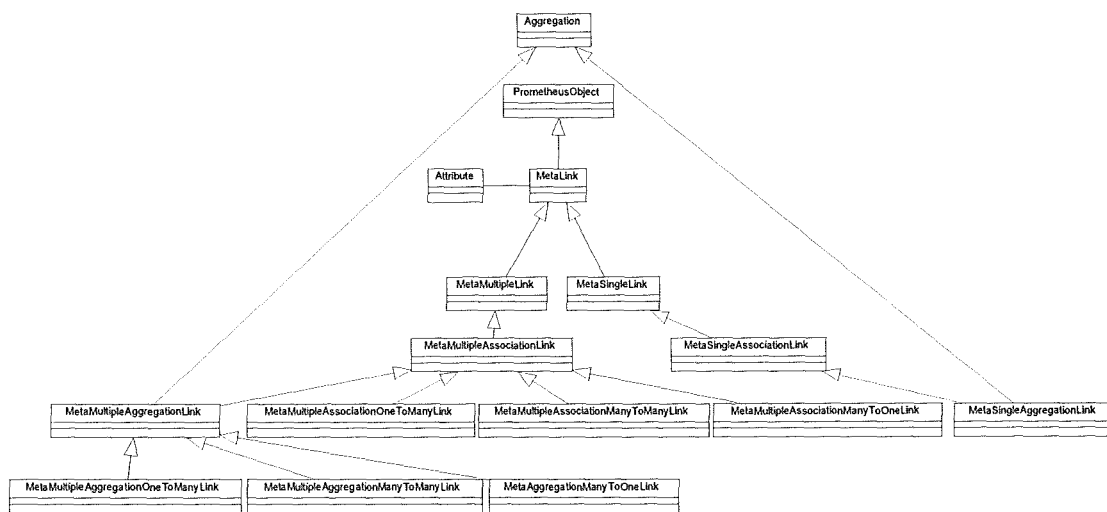 Aggregation
PrometheusObject
Attribute
MetaLink
MetaMultipleLink
MetaSingleLink
MetaMultipleAssociationLink
MetaSingleAssociationLink
MetaMultipleAggregationLink
MetaMultipleAssociationOneToManyLink
MetaMultipleAssociationManyToManyLink
MetaMultipleAssociationManyToOneLink
MetaSingleAggregationLink
MetaMultipleAggregationOneToManyLink
MetaMultipleAggregationManyToManyLink
MetaAggregationManyToOneLink